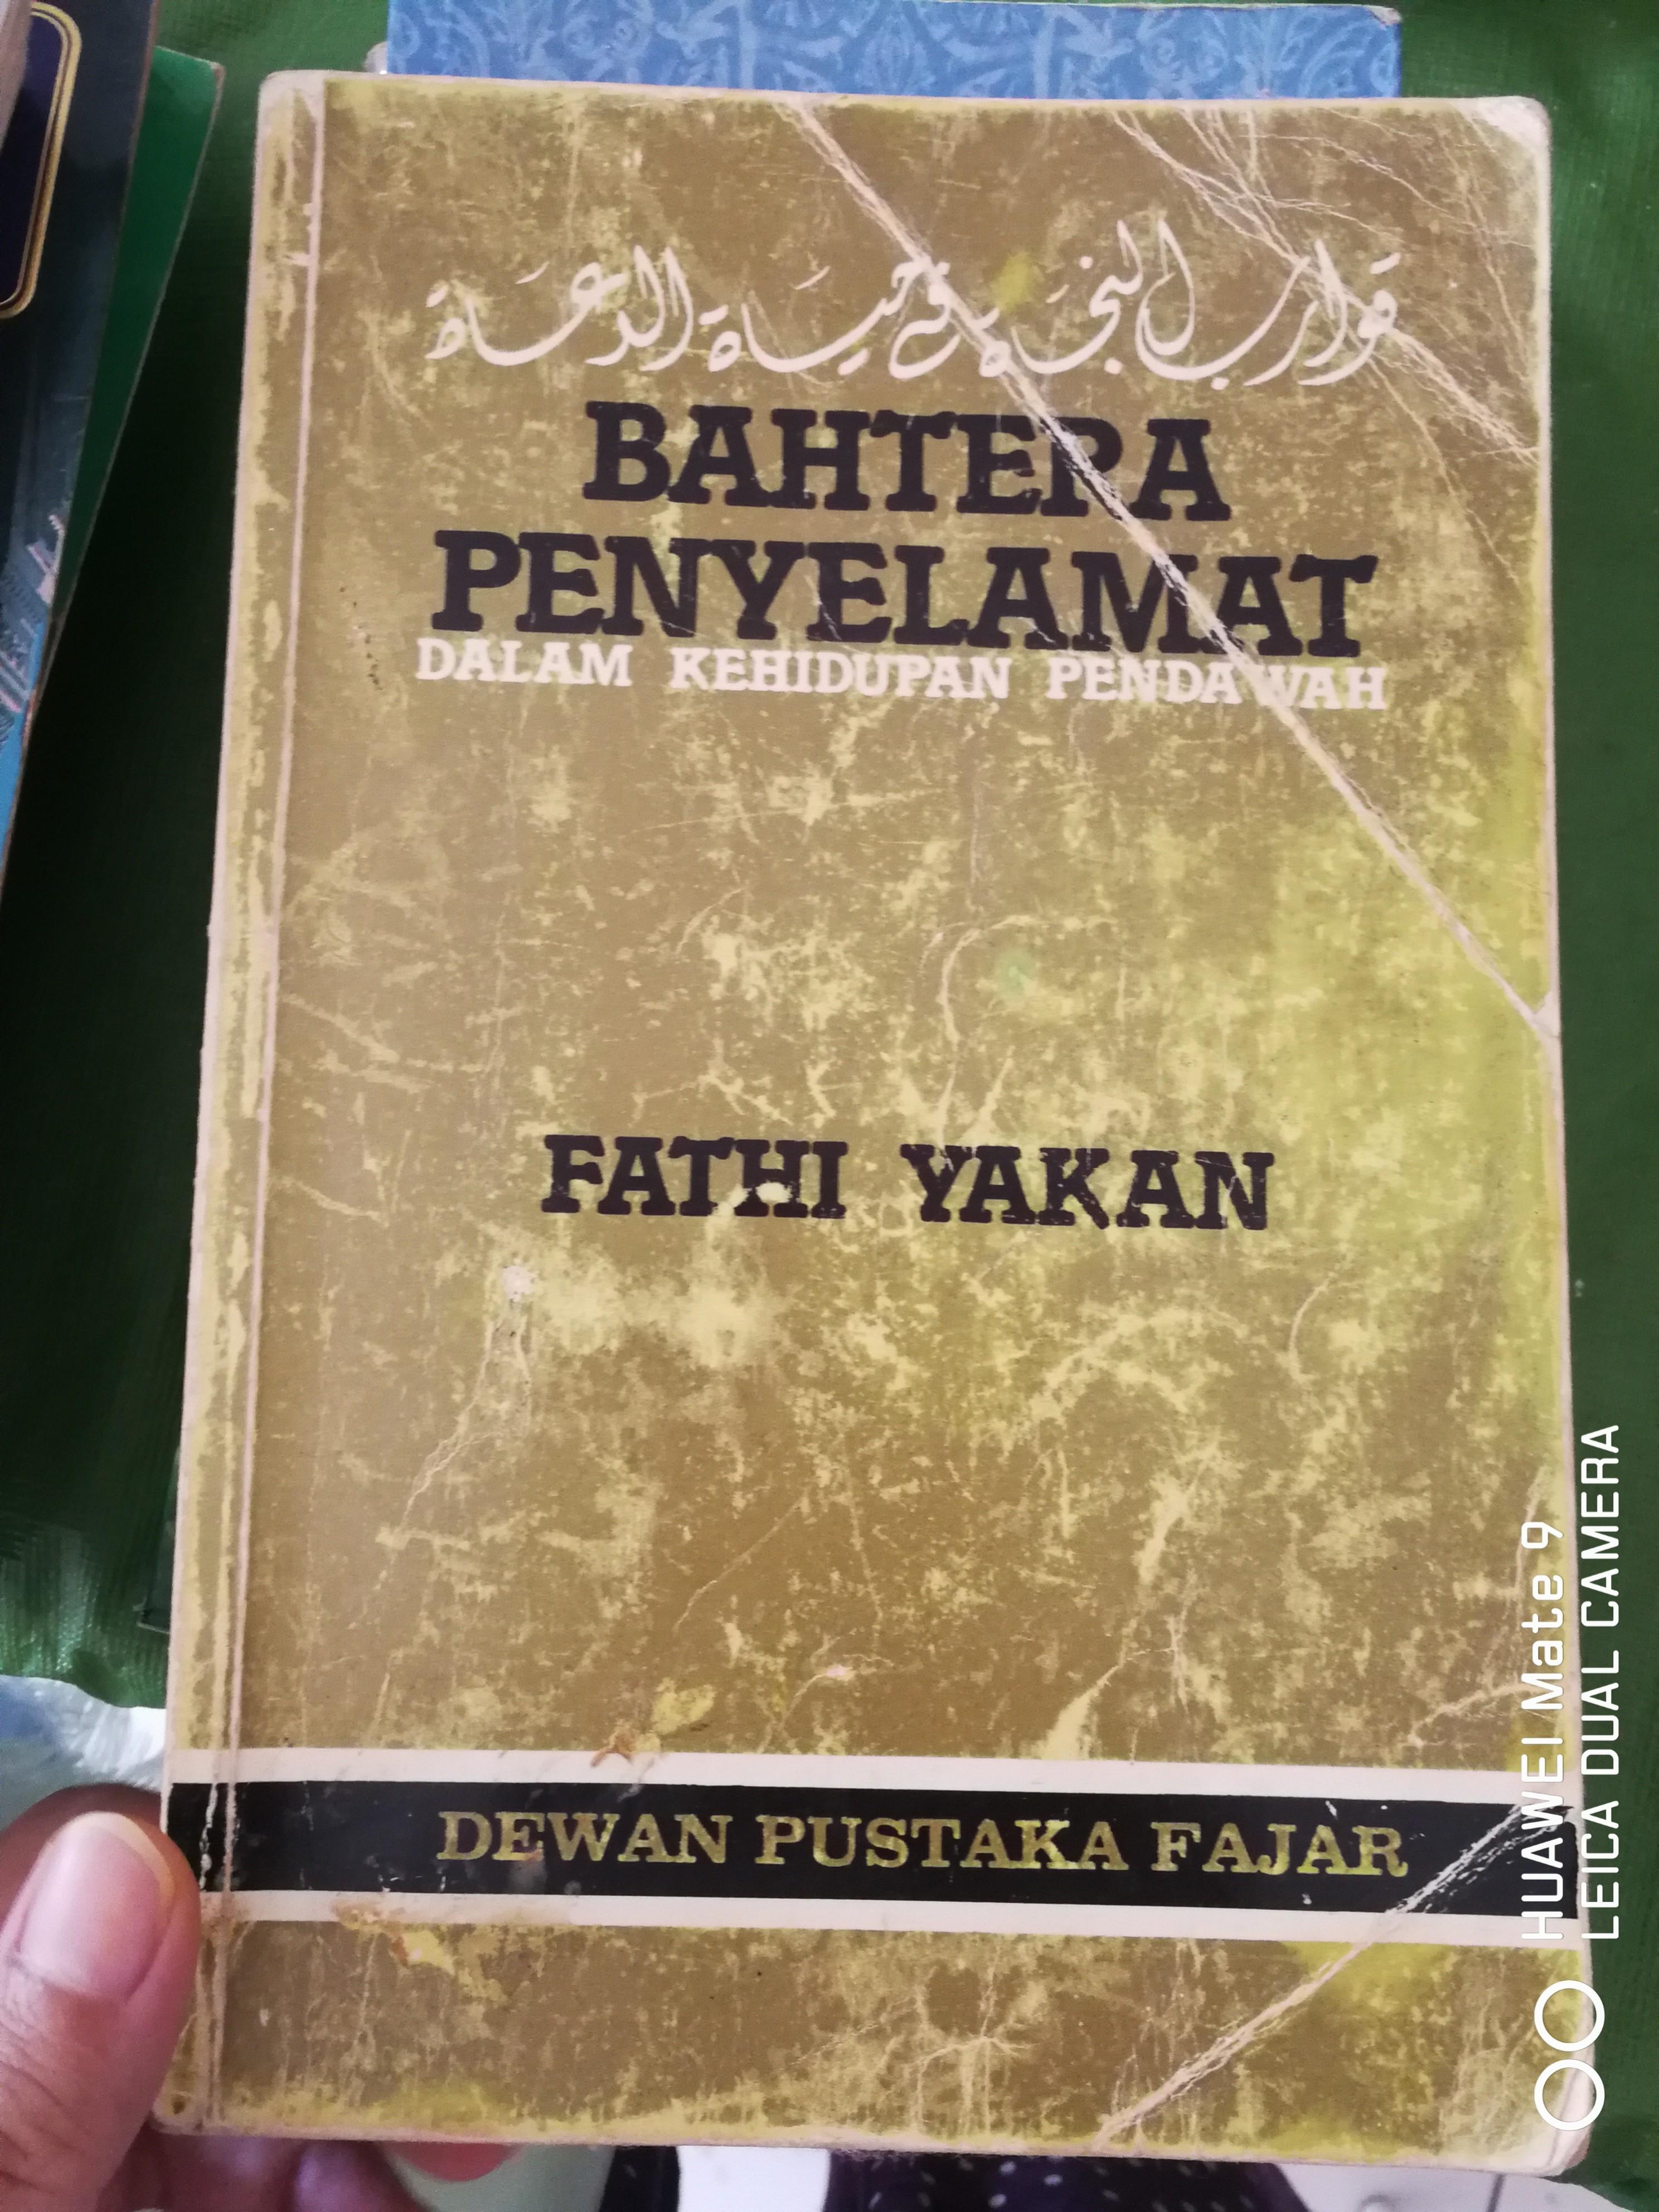 قوارب النجاة في حياة الدعاة
BAHTERA
PENYELAMAT
DALAM KEHIDUPAN PENDAWAH
FATHI YAKAN
DEWAN PUSTAKA FAJAR
HUAWEI Mate 9
LEICA DUAL CAMERA